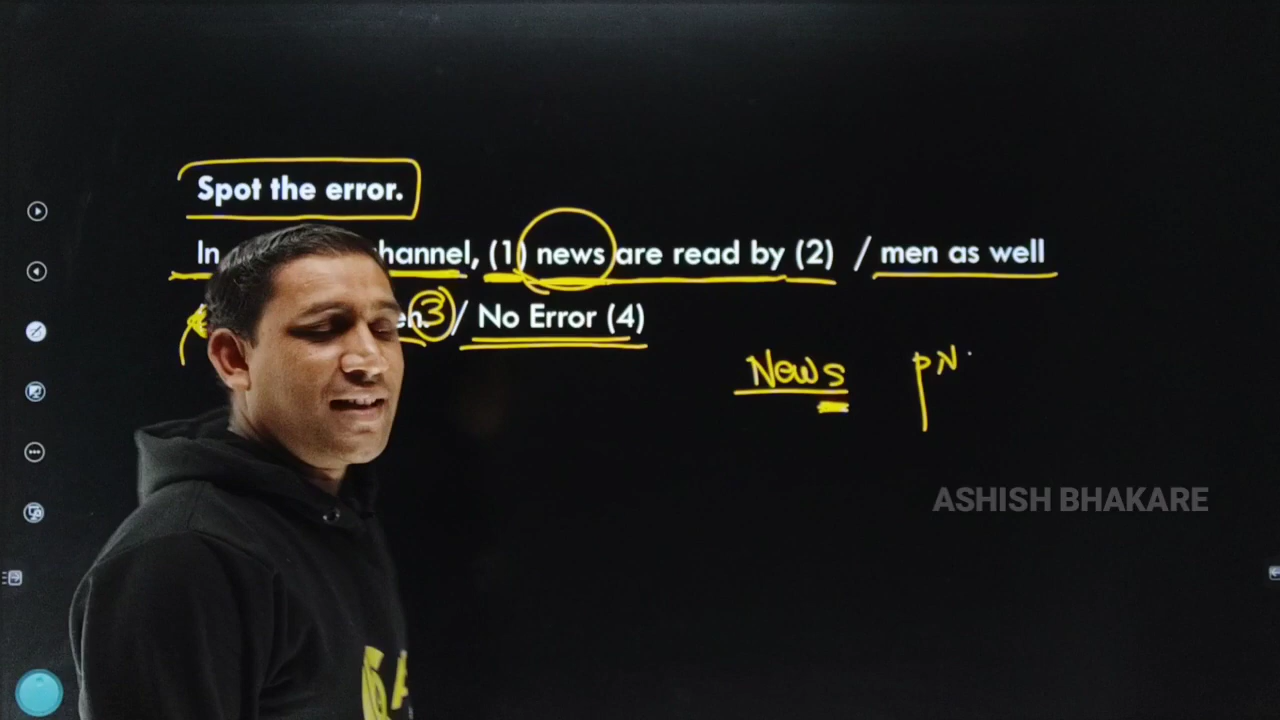 Spot the error.
In hannel, (1) news are read by (2) / men as well
en. 3 / No Error (4)
News PN.
ASHISH BHAKARE